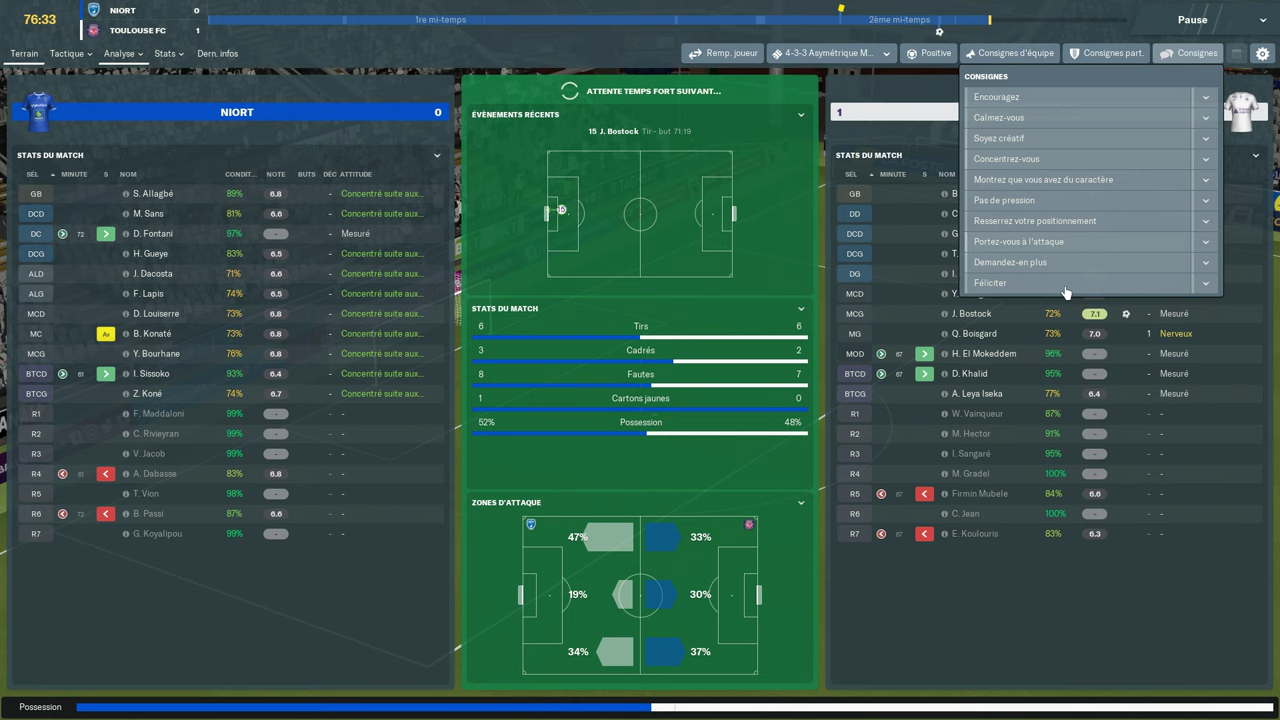 76:33
NIORT 0
TOULOUSE FC 1
1re mi-temps
2ème mi-temps
Pause
Terrain
Tactique
Analyse
Stats
Dern. infos
Remp. joueur
4-3-3 Asymétrique M...
Positive
Consignes d'équipe
Consignes part.
Consignes
CONSIGNES
Encouragez
Calmez-vous
Soyez créatif
Concentrez-vous
Montrez que vous avez du caractère
Pas de pression
Resserrez votre positionnement
Portez-vous à l'attaque
Demandez-en plus
Féliciter
NIORT 0
STATS DU MATCH
SÉL MINUTE S NOM CONDIT... NOTE BUTS DÉC ATTITUDE
GB S. Allagbé 89% 6.8 - Concentré suite aux...
DCD M. Sans 81% 6.6 - Concentré suite aux...
DC 72 D. Fontani 97% - - Mesuré
DCG H. Gueye 83% 6.5 - Concentré suite aux...
ALD J. Dacosta 71% 6.6 - Concentré suite aux...
ALG F. Lapis 74% 6.5 - Concentré suite aux...
MCD D. Louiserre 73% 6.8 - Concentré suite aux...
MC Av B. Konaté 73% 6.8 - Concentré suite aux...
MCG Y. Bourhane 76% 6.8 - Concentré suite aux...
BTCD 61 I. Sissoko 93% 6.4 - Concentré suite aux...
BTCG Z. Koné 74% 6.7 - Concentré suite aux...
R1 F. Maddaloni 99% - - -
R2 C. Rivieyran 99% - - -
R3 V. Jacob 99% - - -
R4 61 A. Dabasse 83% 6.8 - -
R5 T. Vion 98% - - -
R6 72 B. Passi 87% 6.6 - -
R7 G. Koyalipou 99% - - -
ATTENTE TEMPS FORT SUIVANT...
ÉVÈNEMENTS RÉCENTS
15 J. Bostock Tir - but 71:19
15
STATS DU MATCH
6 Tirs 6
3 Cadrés 2
8 Fautes 7
1 Cartons jaunes 0
52% Possession 48%
ZONES D'ATTAQUE
47% 33%
19% 30%
34% 37%
1
STATS DU MATCH
SÉL MINUTE S NOM
GB B
DD C
DCD G
DCG T.
DG I.
MCD Y.
MCG J. Bostock 72% 7.1 - Mesuré
MG Q. Boisgard 73% 7.0 1 Nerveux
MOD 67 H. El Mokeddem 96% - - Mesuré
BTCD 67 D. Khalid 95% - - Mesuré
BTCG A. Leya Iseka 77% 6.4 - Mesuré
R1 W. Vainqueur 87% - - -
R2 M. Hector 91% - - -
R3 I. Sangaré 95% - - -
R4 M. Gradel 100% - - -
R5 67 Firmin Mubele 84% 6.6 - -
R6 C. Jean 100% - - -
R7 67 E. Koulouris 83% 6.3 - -
Possession